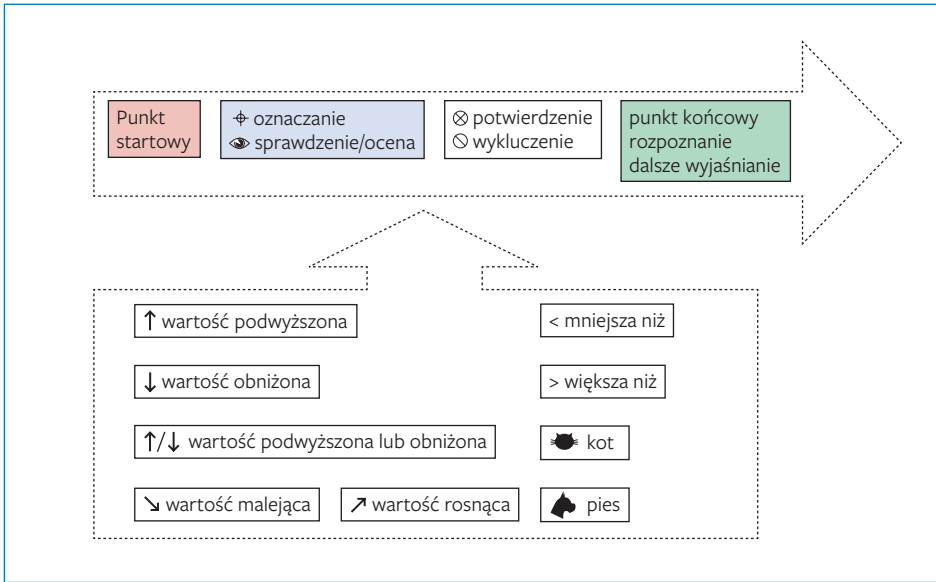 Punkt
startowy
oznaczanie
sprawdzenie/ocena
potwierdzenie
wykluczenie
punkt końcowy
rozpoznanie
dalsze wyjaśnianie
↑ wartość podwyższona
< mniejsza niż
↓ wartość obniżona
> większa niż
↑/↓ wartość podwyższona lub obniżona
kot
↘ wartość malejąca
↗ wartość rosnąca
pies